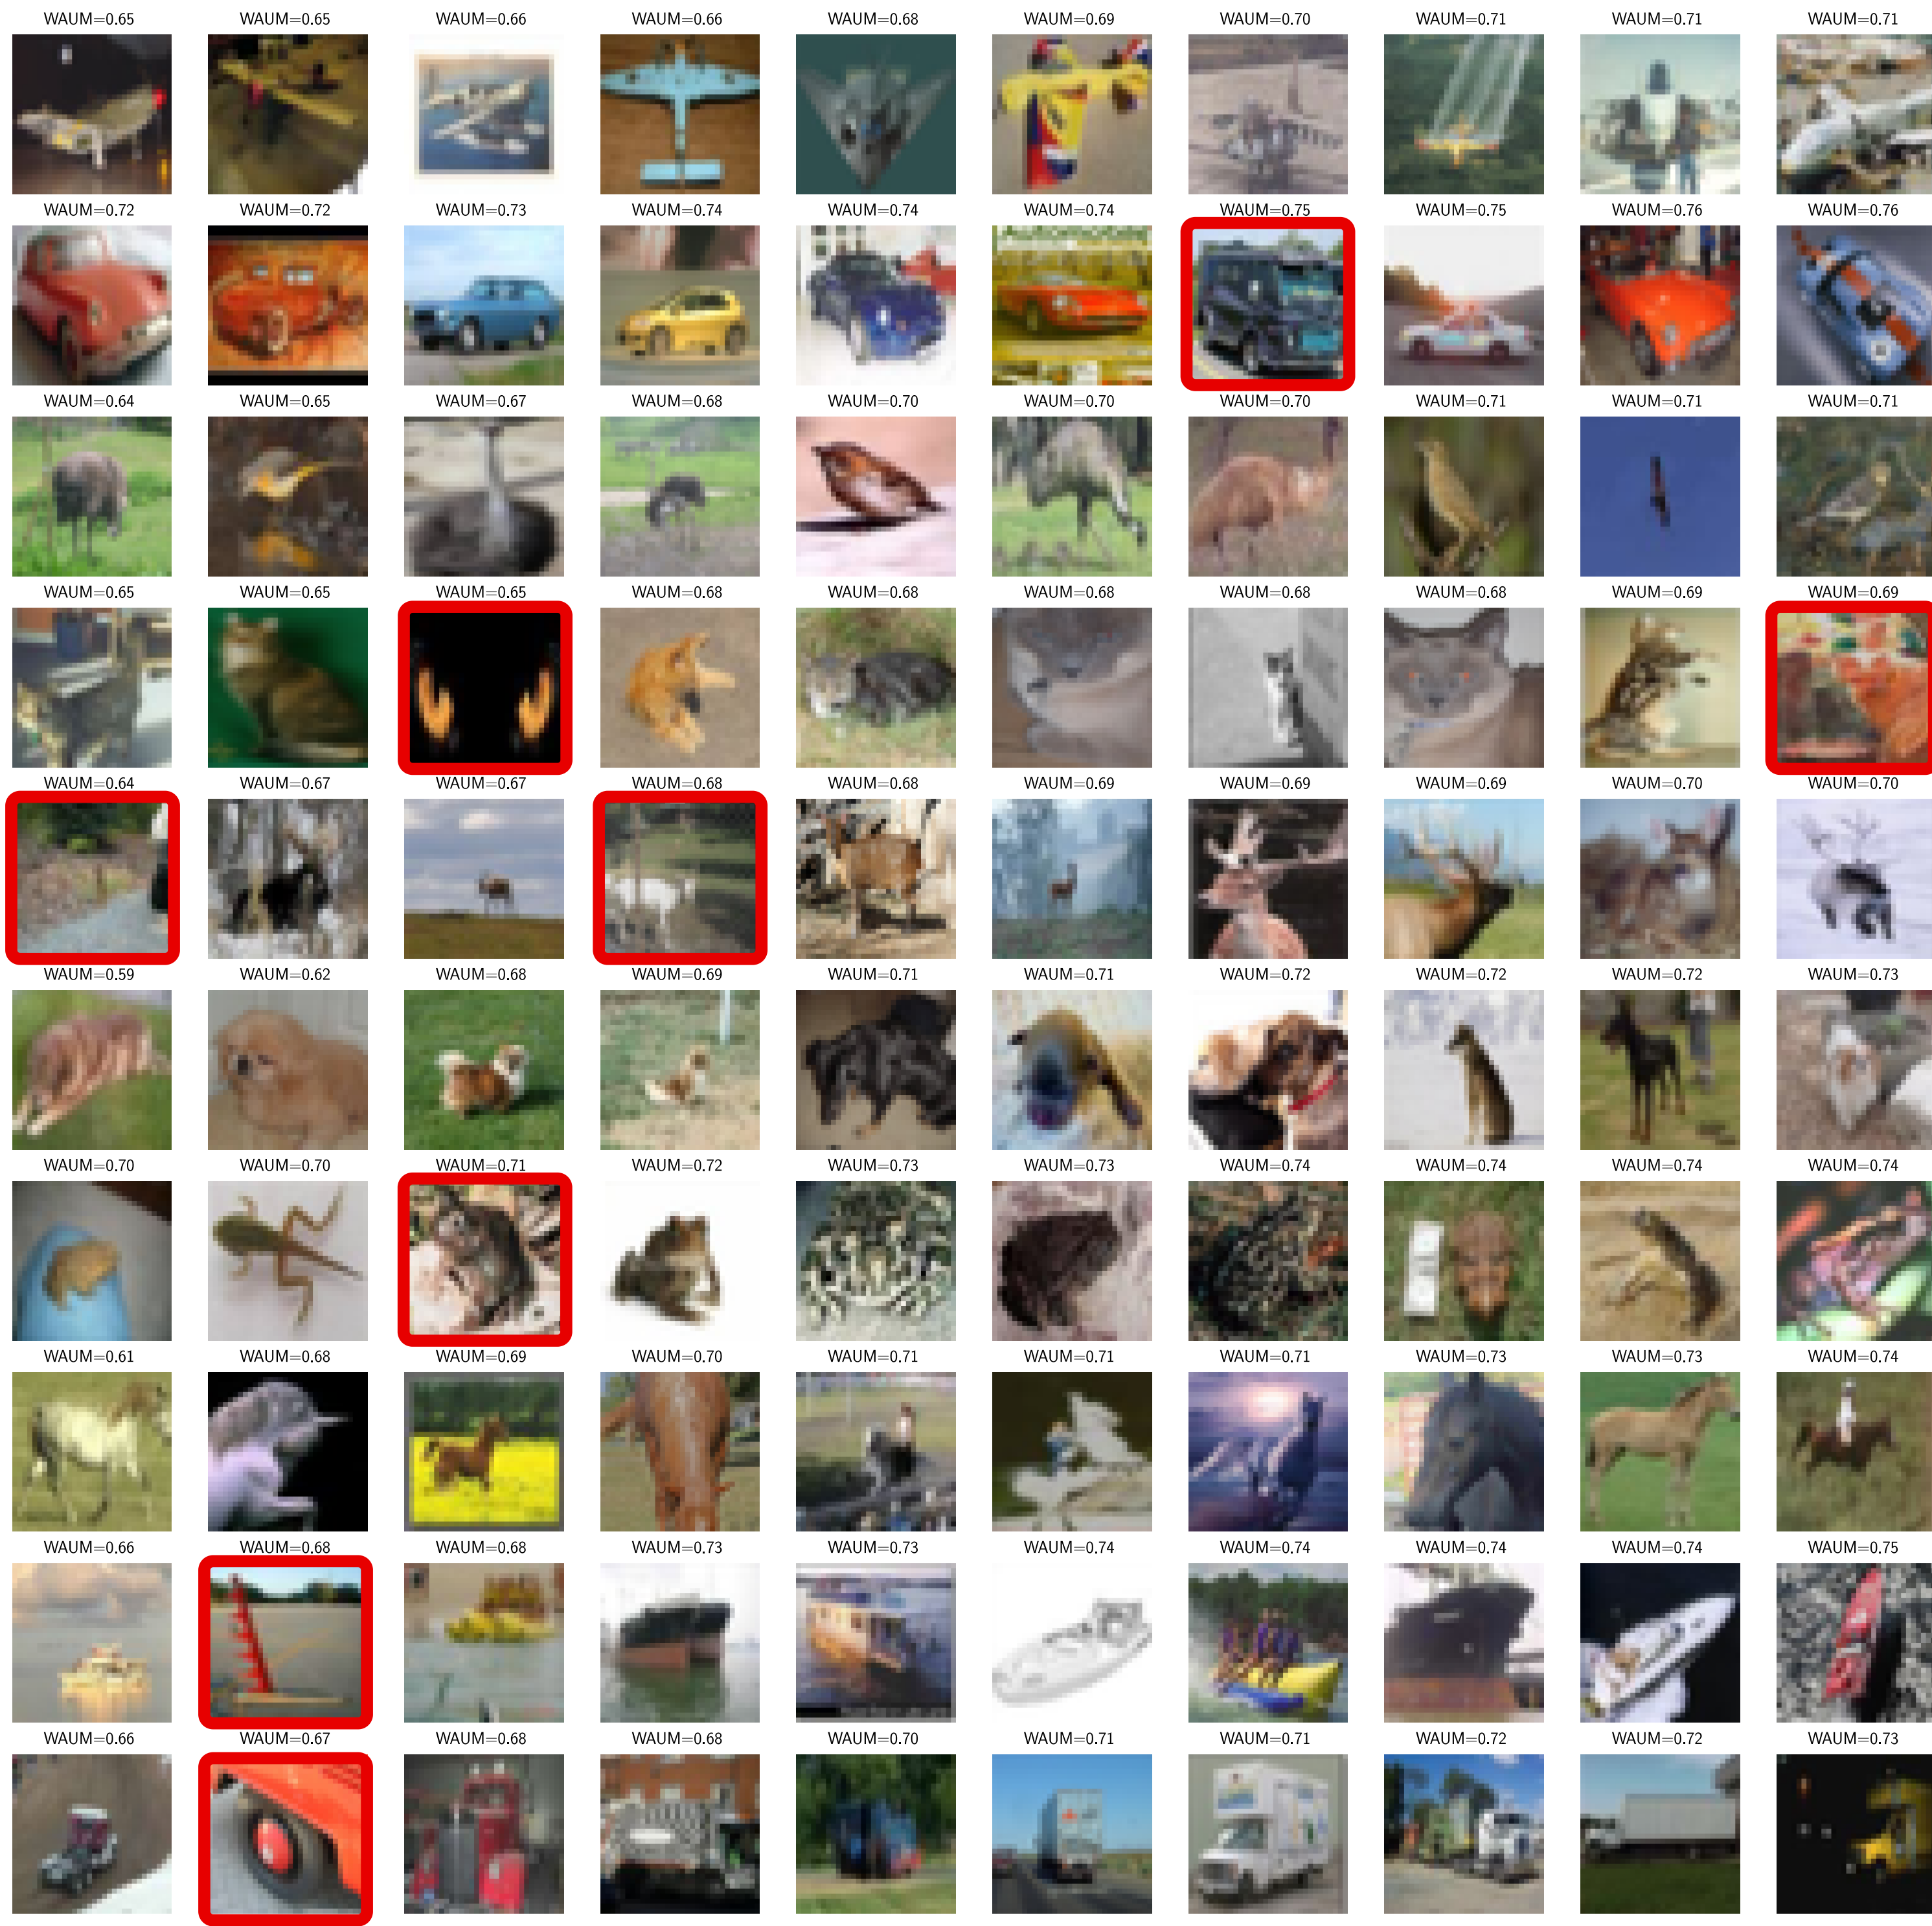 WAUM=0.65 WAUM=0.65 WAUM=0.66 WAUM=0.66 WAUM=0.68 WAUM=0.69 WAUM=0.70 WAUM=0.71 WAUM=0.71 WAUM=0.71
WAUM=0.72 WAUM=0.72 WAUM=0.73 WAUM=0.74 WAUM=0.74 WAUM=0.74 WAUM=0.75 WAUM=0.75 WAUM=0.76 WAUM=0.76
WAUM=0.64 WAUM=0.65 WAUM=0.67 WAUM=0.68 WAUM=0.70 WAUM=0.70 WAUM=0.70 WAUM=0.71 WAUM=0.71 WAUM=0.71
WAUM=0.65 WAUM=0.65 WAUM=0.65 WAUM=0.68 WAUM=0.68 WAUM=0.68 WAUM=0.68 WAUM=0.68 WAUM=0.69 WAUM=0.69
WAUM=0.64 WAUM=0.67 WAUM=0.67 WAUM=0.68 WAUM=0.68 WAUM=0.69 WAUM=0.69 WAUM=0.69 WAUM=0.70 WAUM=0.70
WAUM=0.59 WAUM=0.62 WAUM=0.68 WAUM=0.69 WAUM=0.71 WAUM=0.71 WAUM=0.72 WAUM=0.72 WAUM=0.72 WAUM=0.73
WAUM=0.70 WAUM=0.70 WAUM=0.71 WAUM=0.72 WAUM=0.73 WAUM=0.73 WAUM=0.74 WAUM=0.74 WAUM=0.74 WAUM=0.74
WAUM=0.61 WAUM=0.68 WAUM=0.69 WAUM=0.70 WAUM=0.71 WAUM=0.71 WAUM=0.71 WAUM=0.73 WAUM=0.73 WAUM=0.74
WAUM=0.66 WAUM=0.68 WAUM=0.68 WAUM=0.73 WAUM=0.73 WAUM=0.74 WAUM=0.74 WAUM=0.74 WAUM=0.74 WAUM=0.75
WAUM=0.66 WAUM=0.67 WAUM=0.68 WAUM=0.68 WAUM=0.70 WAUM=0.71 WAUM=0.71 WAUM=0.72 WAUM=0.72 WAUM=0.73